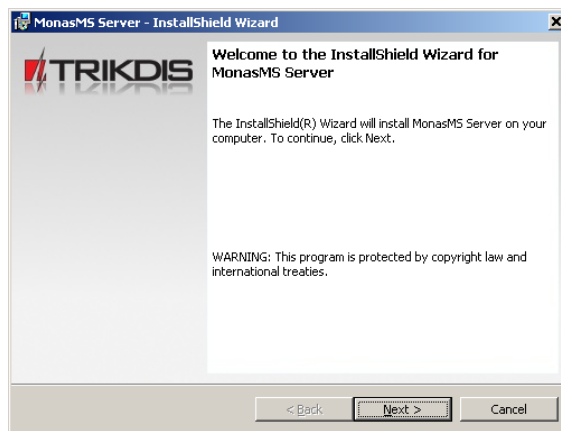 MonasMS Server - InstallShield Wizard
TRIKDIS
Welcome to the InstallShield Wizard for
MonasMS Server
The InstallShield(R) Wizard will install MonasMS Server on your
computer. To continue, click Next.
WARNING: This program is protected by copyright law and
international treaties.
< Back
Next >
Cancel